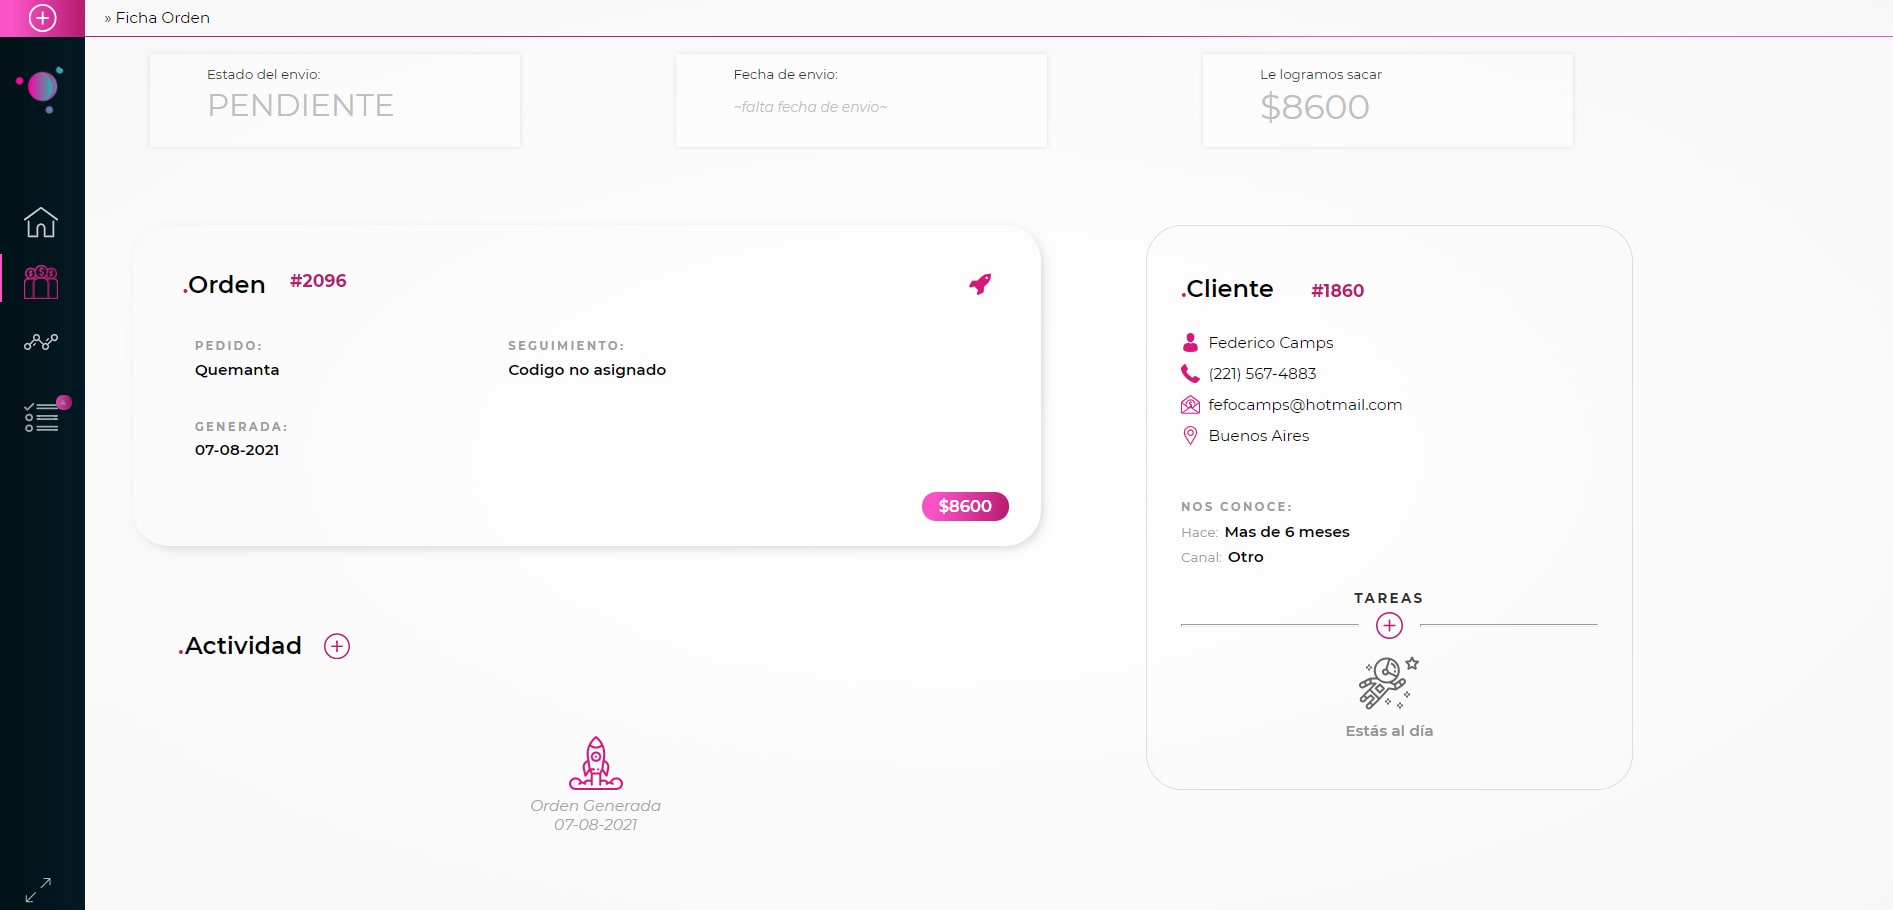 » Ficha Orden
Estado del envio:
PENDIENTE
Fecha de envio:
~falta fecha de envio~
Le logramos sacar
$8600
.Orden #2096
PEDIDO:
Quemanta
SEGUIMIENTO:
Codigo no asignado
GENERADA:
07-08-2021
$8600
.Cliente #1860
Federico Camps
(221) 567-4883
fefocamps@hotmail.com
Buenos Aires
NOS CONOCE:
Hace: Mas de 6 meses
Canal: Otro
TAREAS
Estás al día
.Actividad
Orden Generada
07-08-2021